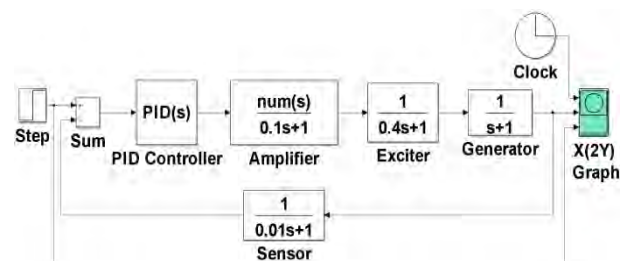 Clock
Step
Sum
PID(s)
PID Controller
num(s)
0.1s+1
Amplifier
1
0.4s+1
Exciter
1
s+1
Generator
X(2Y)
Graph
1
0.01s+1
Sensor